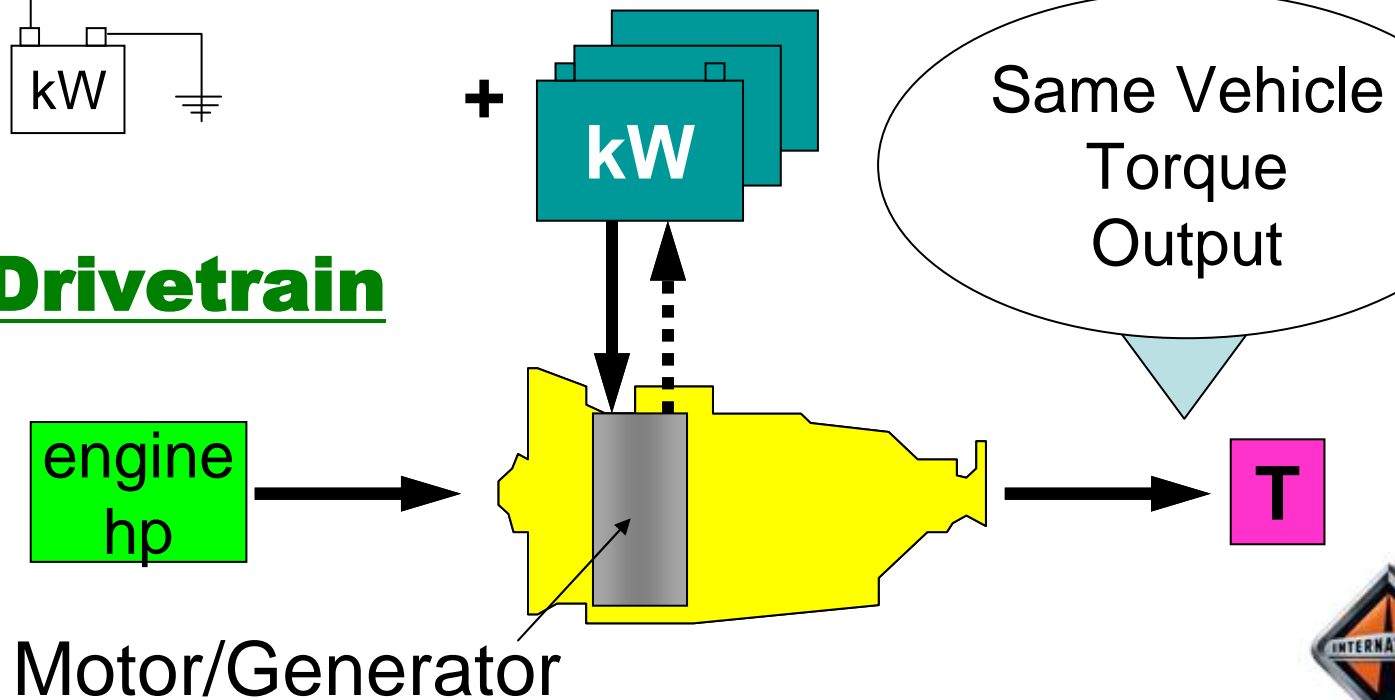 kW
+
kW
Same Vehicle
Torque
Output
Drivetrain
engine
hp
T
Motor/Generator